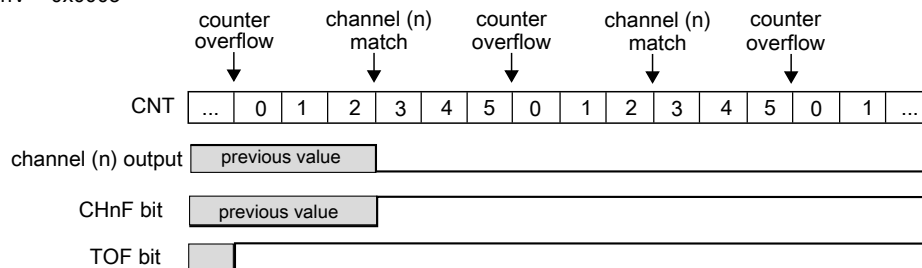 counter channel (n) counter channel (n) counter
overflow match overflow match overflow
CNT ... 0 1 2 3 4 5 0 1 2 3 4 5 0 1 ...
channel (n) output previous value
CHnF bit previous value
TOF bit